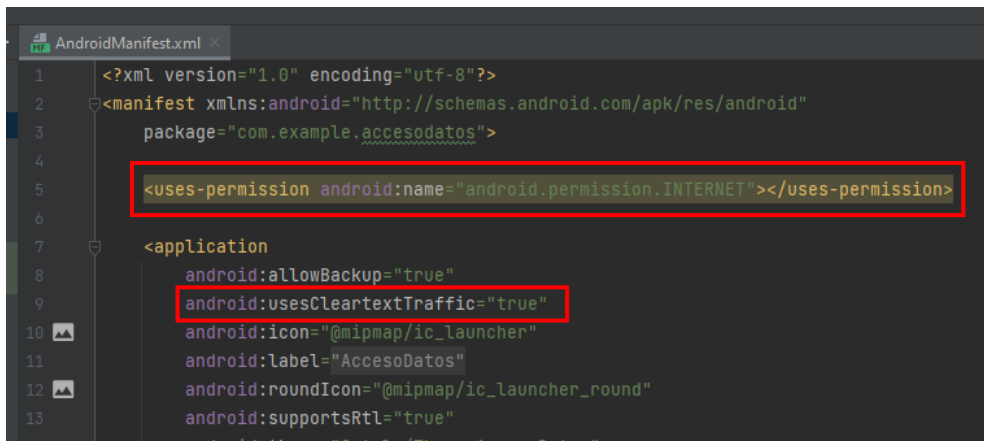 AndroidManifest.xml
1 <?xml version="1.0" encoding="utf-8"?>
2 <manifest xmlns:android="http://schemas.android.com/apk/res/android"
3 package="com.example.accesodatos">
4
5 <uses-permission android:name="android.permission.INTERNET"></uses-permission>
6
7 <application
8 android:allowBackup="true"
9 android:usesCleartextTraffic="true"
10 android:icon="@mipmap/ic_launcher"
11 android:label="AccesoDatos"
12 android:roundIcon="@mipmap/ic_launcher_round"
13 android:supportsRtl="true"